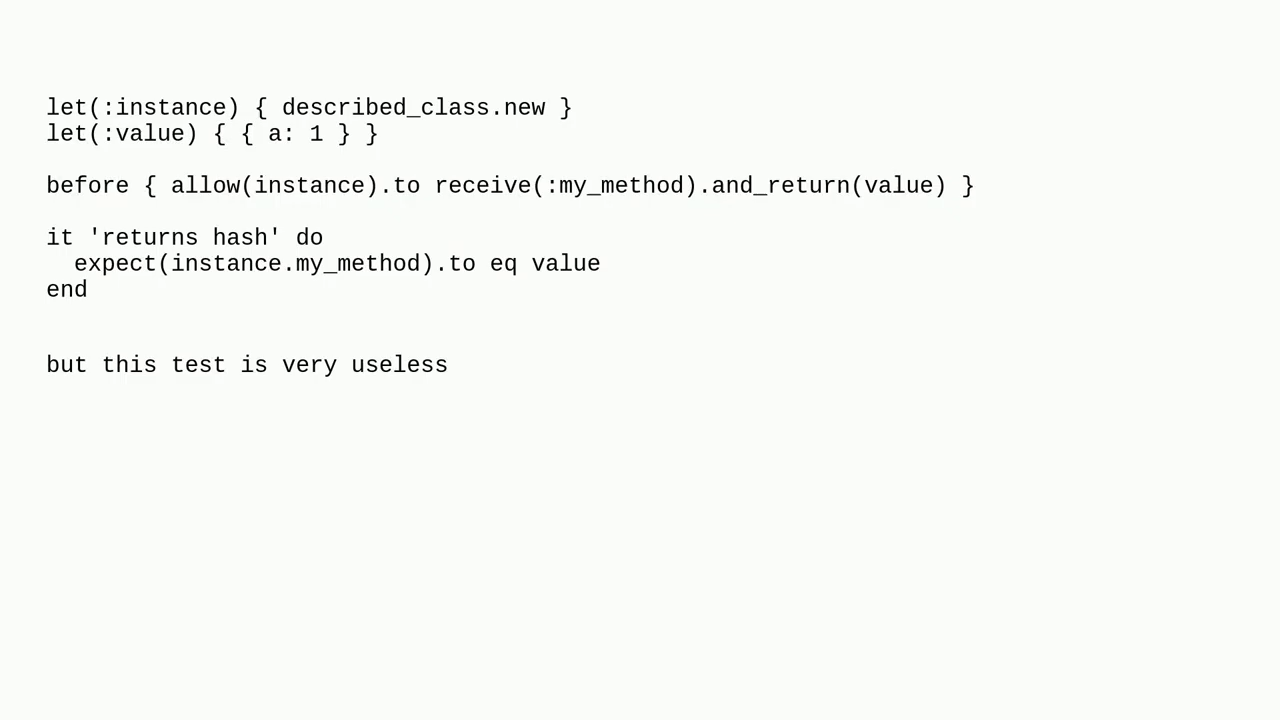 let(:instance) { described_class.new }
let(:value) { { a: 1 } }
before { allow(instance).to receive(:my_method).and_return(value) }
it 'returns hash' do
  expect(instance.my_method).to eq value
end
but this test is very useless